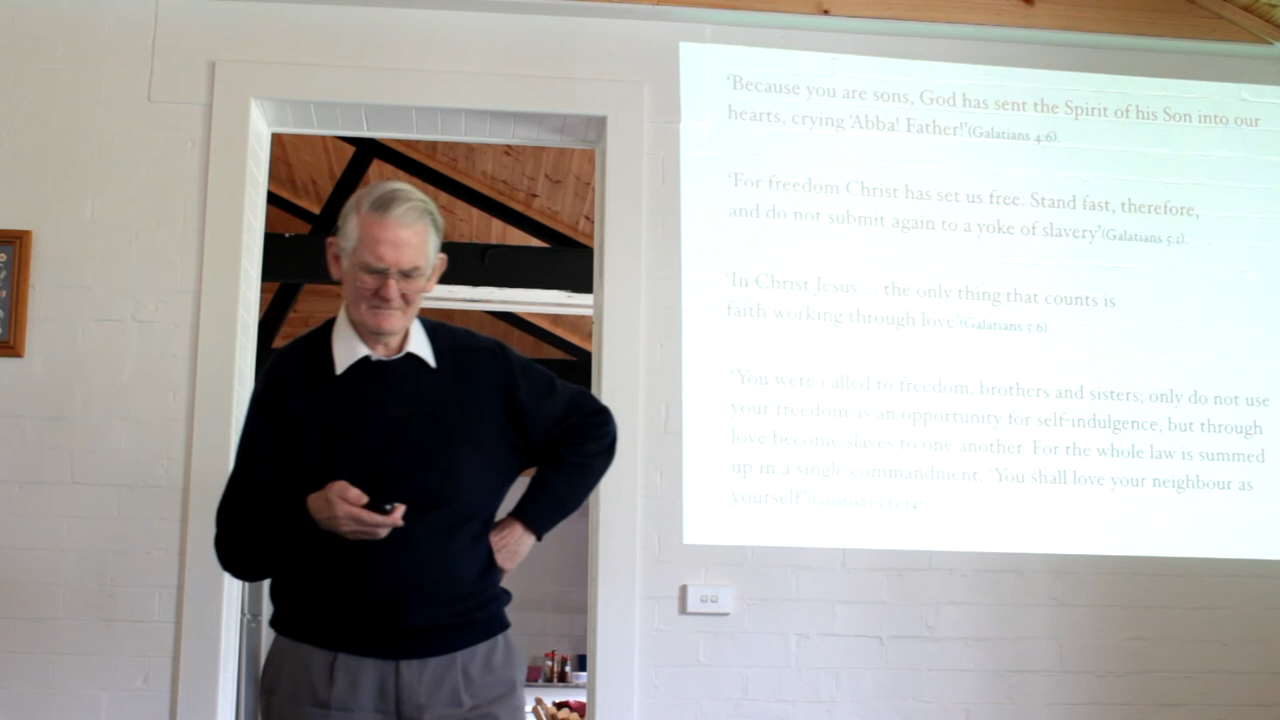 ‘Because you are sons, God has sent the Spirit of his Son into our
hearts, crying ‘Abba! Father!’(Galatians 4:6).
‘For freedom Christ has set us free. Stand fast, therefore,
and do not submit again to a yoke of slavery’(Galatians 5:1).
‘In Christ Jesus ... the only thing that counts is
faith working through love’(Galatians 5:6)
‘You were called to freedom, brothers and sisters; only do not use
your freedom as an opportunity for self-indulgence, but through
love become slaves to one another. For the whole law is summed
up in a single commandment, ‘You shall love your neighbour as
yourself.’